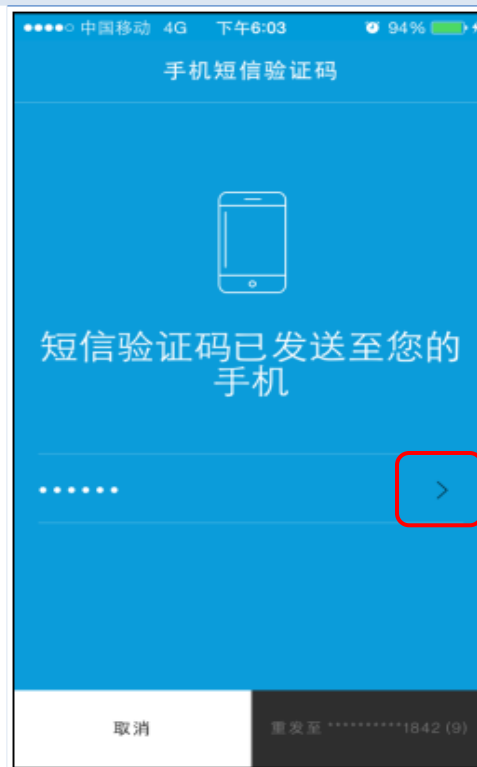 中国移动 4G 下午6:03 94%
手机短信验证码
短信验证码已发送至您的
手机
••••••
取消 重发至 **********1842 (9)